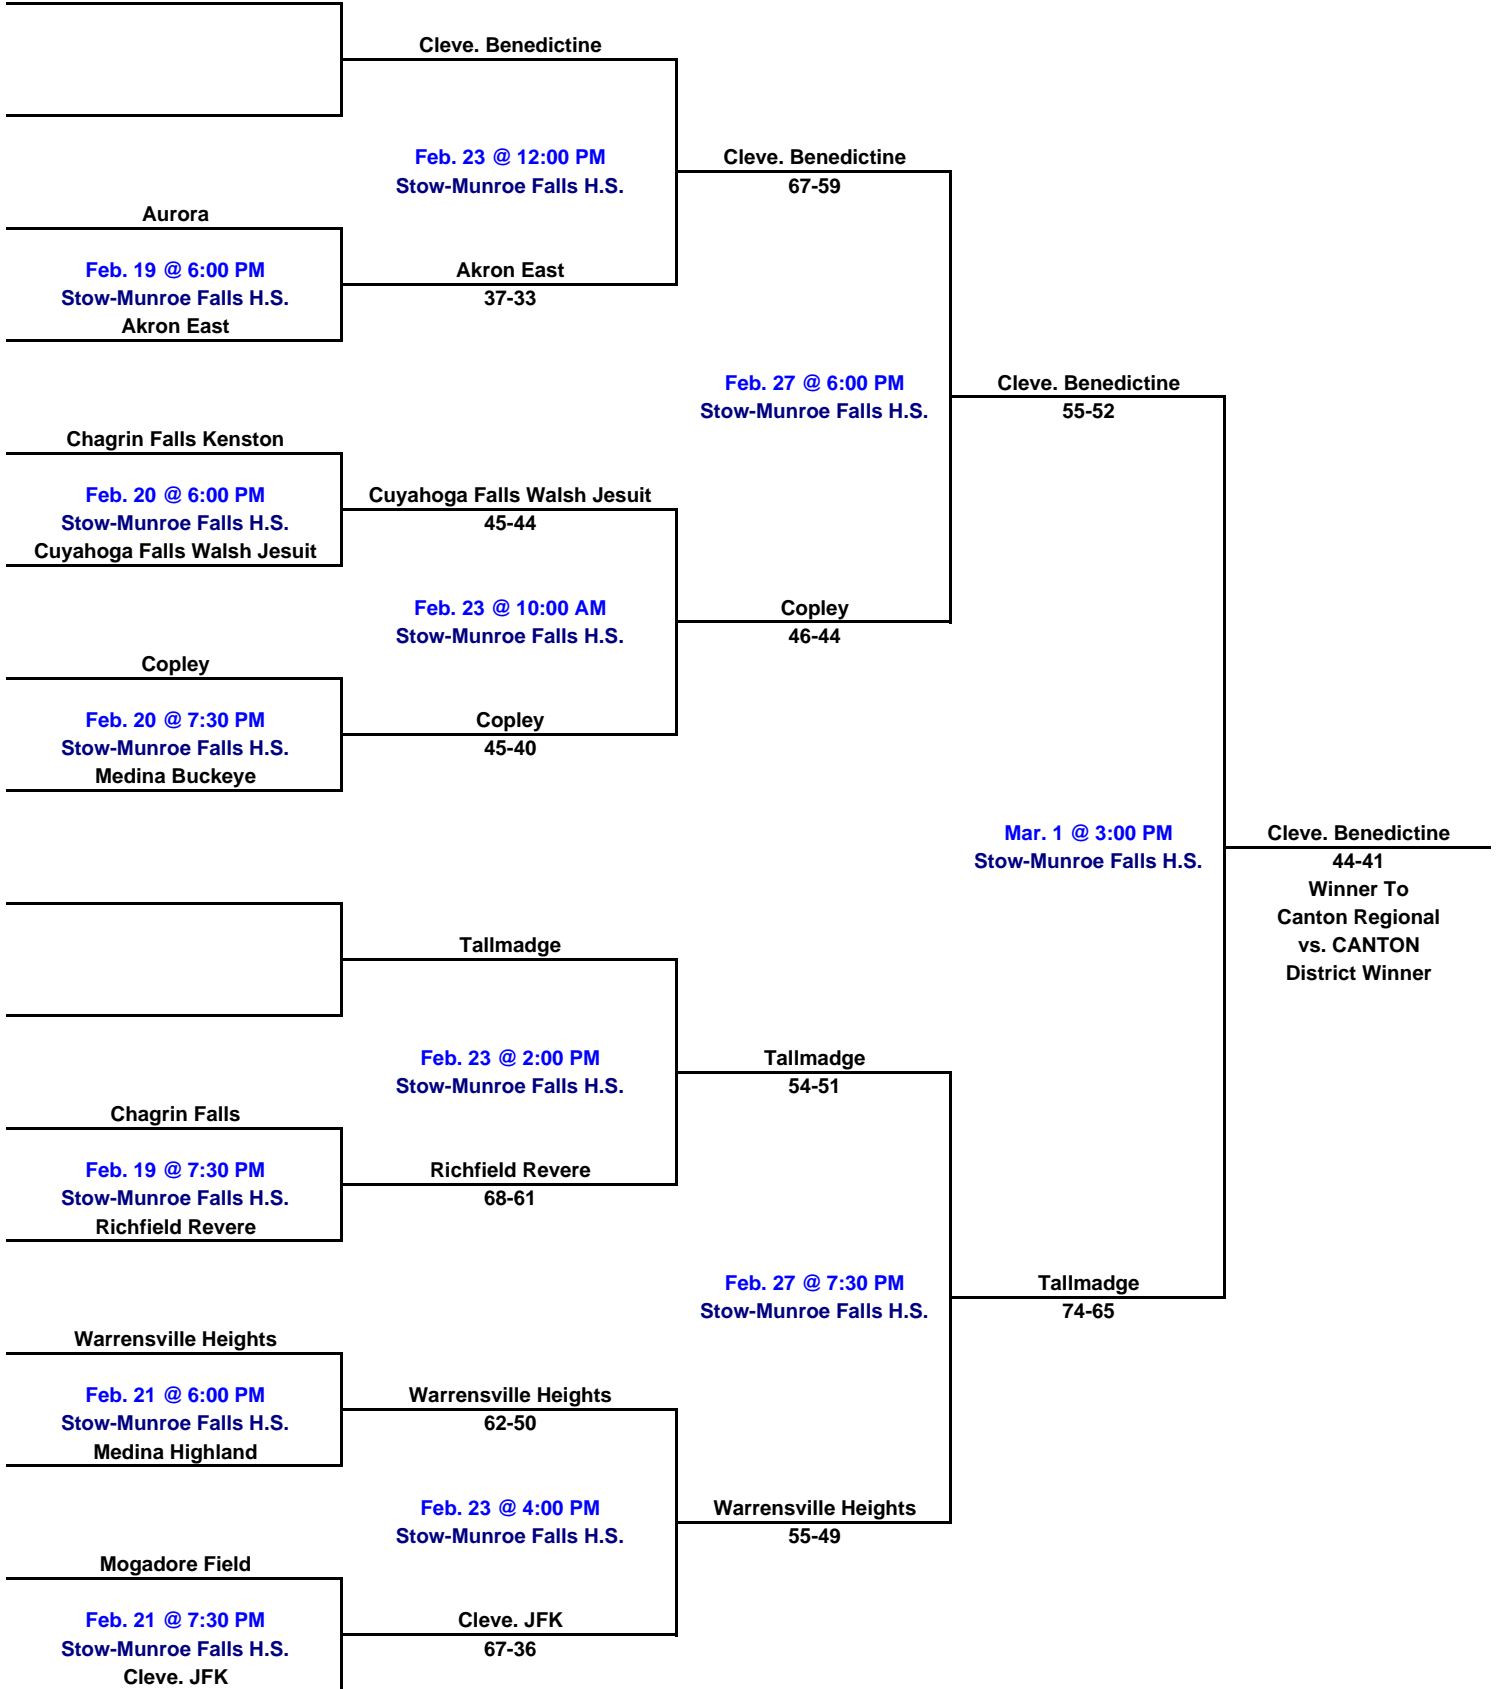 Cleve. Benedictine
Feb. 23 @ 12:00 PM
Stow-Munroe Falls H.S.
Cleve. Benedictine
67-59
Aurora
Feb. 19 @ 6:00 PM
Stow-Munroe Falls H.S.
Akron East
Akron East
37-33
Feb. 27 @ 6:00 PM
Stow-Munroe Falls H.S.
Cleve. Benedictine
55-52
Chagrin Falls Kenston
Feb. 20 @ 6:00 PM
Stow-Munroe Falls H.S.
Cuyahoga Falls Walsh Jesuit
Cuyahoga Falls Walsh Jesuit
45-44
Feb. 23 @ 10:00 AM
Stow-Munroe Falls H.S.
Copley
46-44
Copley
Feb. 20 @ 7:30 PM
Stow-Munroe Falls H.S.
Medina Buckeye
Copley
45-40
Mar. 1 @ 3:00 PM
Stow-Munroe Falls H.S.
Cleve. Benedictine
44-41
Winner To
Canton Regional
vs. CANTON
District Winner
Tallmadge
Feb. 23 @ 2:00 PM
Stow-Munroe Falls H.S.
Tallmadge
54-51
Chagrin Falls
Feb. 19 @ 7:30 PM
Stow-Munroe Falls H.S.
Richfield Revere
Richfield Revere
68-61
Feb. 27 @ 7:30 PM
Stow-Munroe Falls H.S.
Tallmadge
74-65
Warrensville Heights
Feb. 21 @ 6:00 PM
Stow-Munroe Falls H.S.
Medina Highland
Warrensville Heights
62-50
Feb. 23 @ 4:00 PM
Stow-Munroe Falls H.S.
Warrensville Heights
55-49
Mogadore Field
Feb. 21 @ 7:30 PM
Stow-Munroe Falls H.S.
Cleve. JFK
Cleve. JFK
67-36